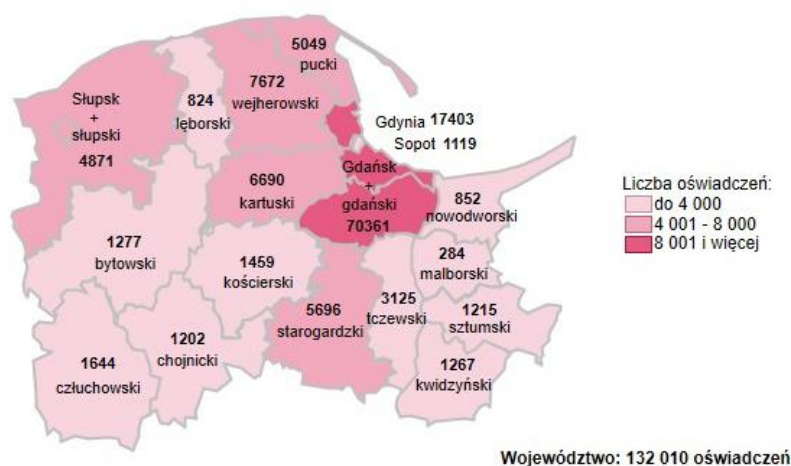 5049
pucki
7672
wejherowski
824
lęborski
Słupsk
+
słupski
4871
Gdynia 17403
Sopot 1119
Gdańsk
+
gdański
70361
6690
kartuski
852
nowodworski
1277
bytowski
1459
kościerski
284
malborski
5696
starogardzki
3125
tczewski
1215
sztumski
1202
chojnicki
1644
człuchowski
1267
kwidzyński
Liczba oświadczeń:
do 4 000
4 001 - 8 000
8 001 i więcej
Województwo: 132 010 oświadczeń